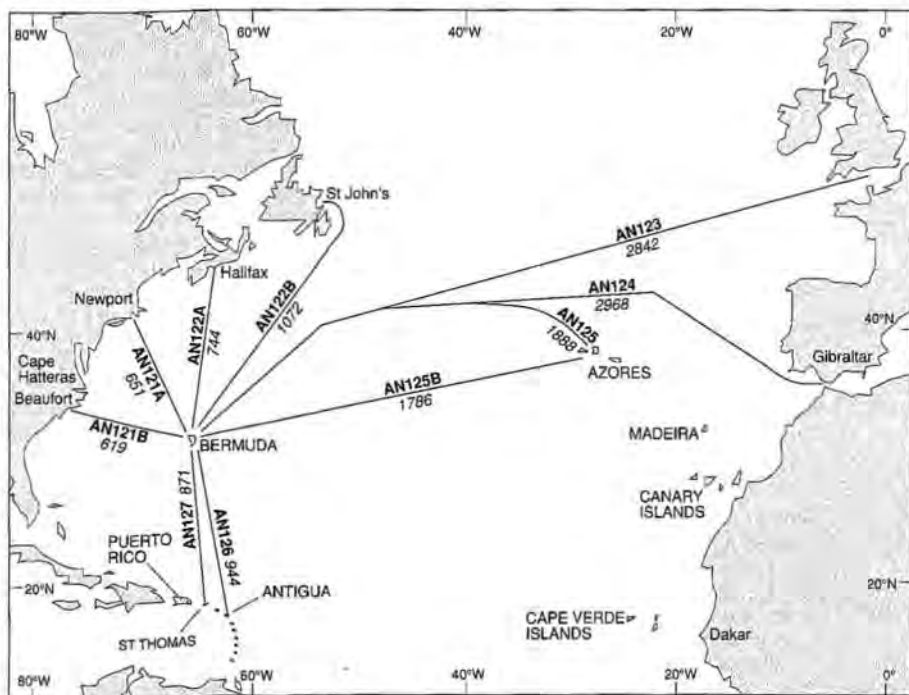 80°W
60°W
40°W
20°W
0°
St John's
AN123
2842
Halifax
AN122B
1072
AN124
2968
Newport
AN122A
744
AN125
1888
40°N
40°N
Cape
Hatteras
Beaufort
AN121A
651
AZORES
Gibraltar
AN125B
1786
AN121B
619
BERMUDA
MADEIRA
AN127 871
AN126 944
CANARY
ISLANDS
PUERTO
RICO
20°N
ANTIGUA
20°N
ST THOMAS
CAPE VERDE
ISLANDS
Dakar
80°W
60°W
40°W
20°W
0°